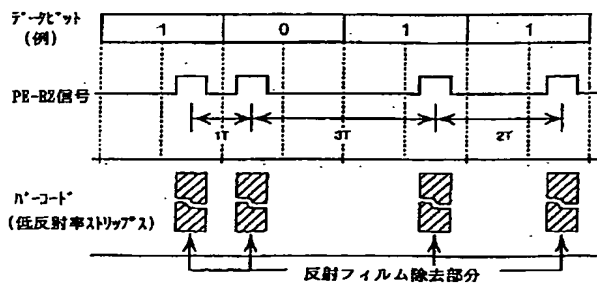 データビット
(例)
1 0 1 1
PE-RZ信号
1T 3T 2T
バーコード
(低反射率ストリップス)
反射フィルム除去部分